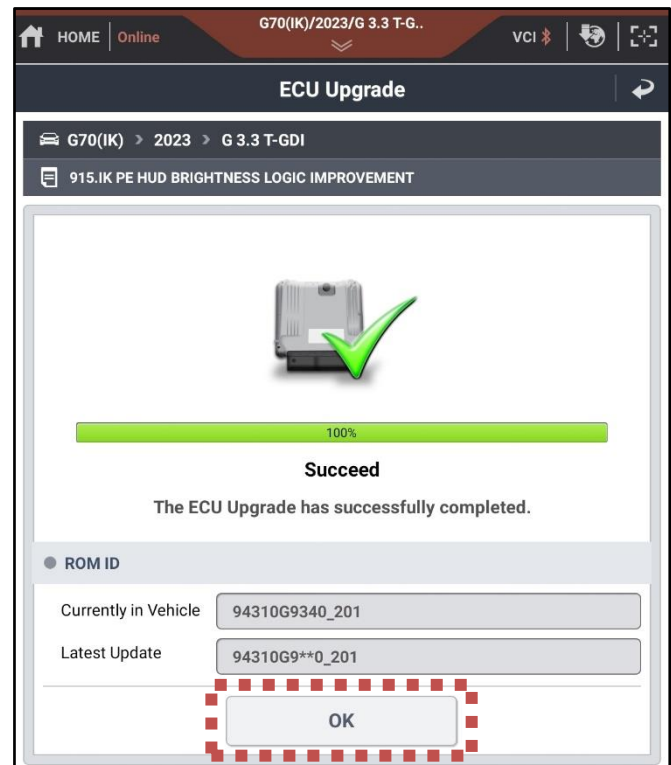 HOME Online G70(IK)/2023/G 3.3 T-G.. VCI
ECU Upgrade
G70(IK) > 2023 > G 3.3 T-GDI
915.IK PE HUD BRIGHTNESS LOGIC IMPROVEMENT
100%
Succeed
The ECU Upgrade has successfully completed.
ROM ID
Currently in Vehicle 94310G9340_201
Latest Update 94310G9**0_201
OK